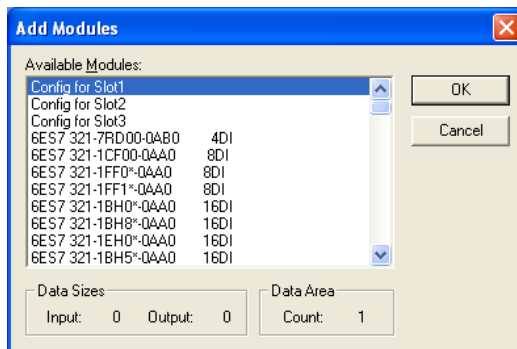 Add Modules
Available Modules:
Config for Slot1
Config for Slot2
Config for Slot3
6ES7 321-7RD00-0AB0 4DI
6ES7 321-1CF00-0AA0 8DI
6ES7 321-1FF0*-0AA0 8DI
6ES7 321-1FF1*-0AA0 8DI
6ES7 321-1BH0*-0AA0 16DI
6ES7 321-1BH8*-0AA0 16DI
6ES7 321-1EH0*-0AA0 16DI
6ES7 321-1BH5*-0AA0 16DI
OK
Cancel
Data Sizes
Input: 0 Output: 0
Data Area
Count: 1